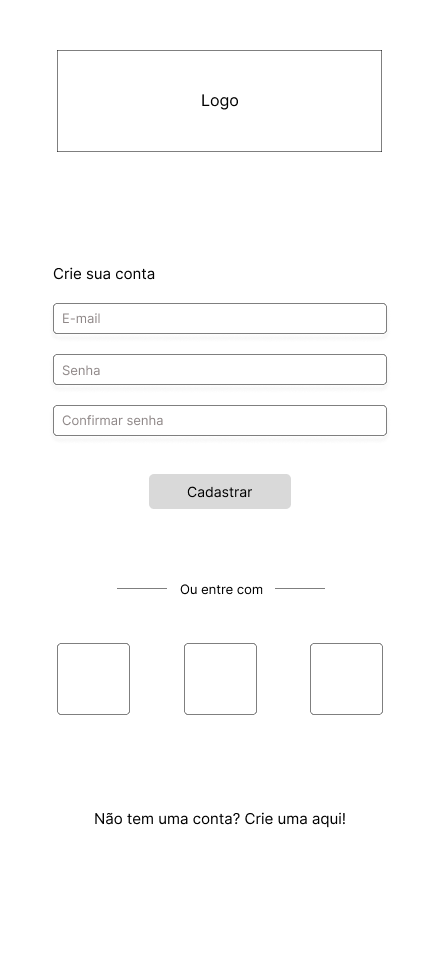 Logo
Crie sua conta
E-mail
Senha
Confirmar senha
Cadastrar
Ou entre com
Não tem uma conta? Crie uma aqui!